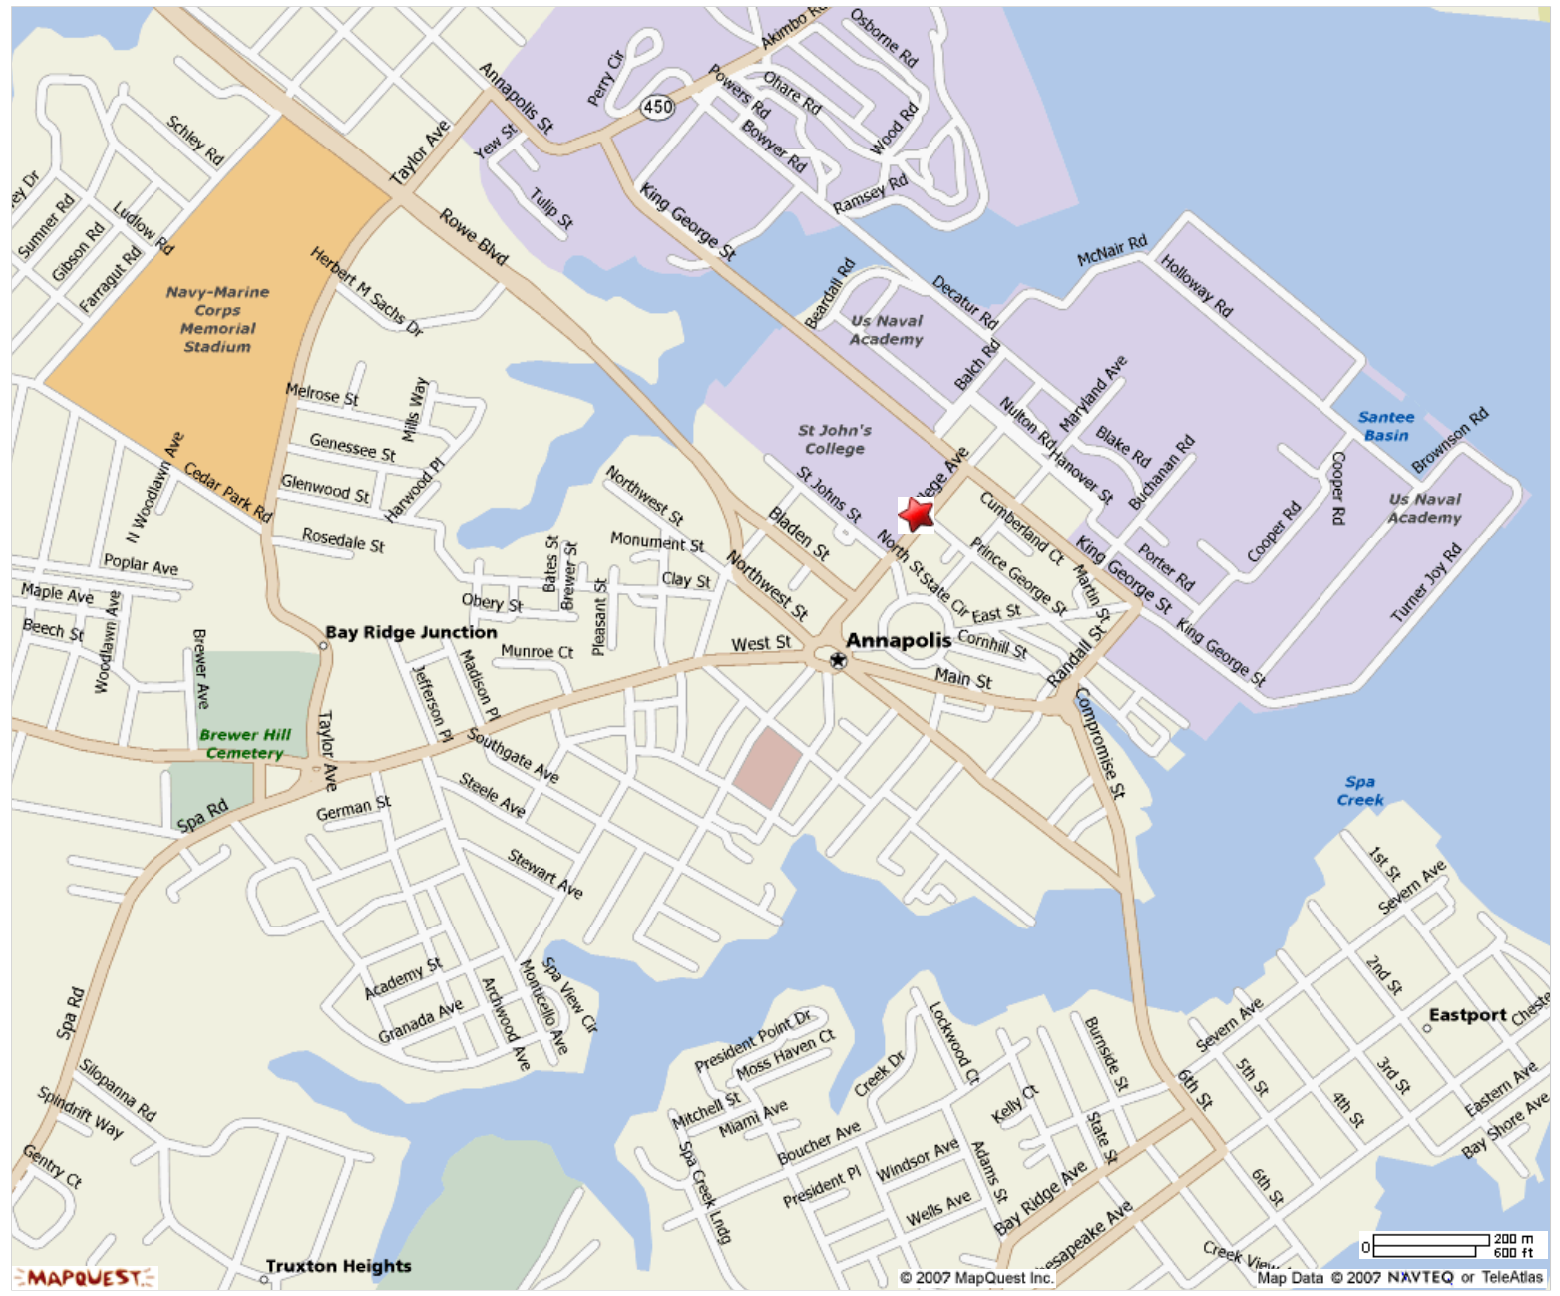 Osborne Rd
Akimbo Rd
Perry Cir
Annapolis St
Powers Rd
Ohare Rd
450
Wood Rd
Schley Rd
Taylor Ave
Yew St
Bowyer Rd
Ramsey Rd
Tulip St
King George St
rey Dr
Sumner Rd
Ludlow Rd
Gibson Rd
Farragut Rd
Rowe Blvd
McNair Rd
Holloway Rd
Herbert M Sachs Dr
Navy-Marine
Corps
Memorial
Stadium
Beardall Rd
Decatur Rd
Us Naval
Academy
Balch Rd
Maryland Ave
Melrose St
Mills Way
Nulton Rd
Blake Rd
Santee
Basin
Brownson Rd
St John's
College
Genessee St
N Woodlawn Ave
Cedar Park Rd
Glenwood St
Harwood Pl
Northwest St
St Johns St
lege Ave
Hanover St
Buchanan Rd
Cooper Rd
Us Naval
Academy
Cumberland Ct
Cooper Rd
Rosedale St
Monument St
Bladen St
North St
Prince George St
King George St
Porter Rd
Turner Joy Rd
Poplar Ave
Bates St
Brewer St
Clay St
Northwest St
State Cir
Martin St
Maple Ave
Woodlawn Ave
Obery St
Pleasant St
East St
King George St
Beech St
Brewer Ave
Bay Ridge Junction
West St
Annapolis
Cornhill St
Randall St
Munroe Ct
Madison Pl
Jefferson Pl
Main St
Compromise St
Taylor Ave
Brewer Hill
Cemetery
Southgate Ave
Steele Ave
Spa
Creek
Spa Rd
German St
Stewart Ave
1st St
Severn Ave
2nd St
Academy St
Monticello Ave
Spa View Cir
Archwood Ave
Granada Ave
Spa Rd
Eastport
Cheste
President Point Dr
Moss Haven Ct
Lockwood Ct
Burnside St
Severn Ave
Creek Dr
3rd St
5th St
6th St
4th St
Eastern Ave
Bay Shore Ave
Silopanna Rd
Spindrift Way
Mitchell St
Miami Ave
Kelly Ct
State St
Boucher Ave
Gentry Ct
Spa Creek Lndg
President Pl
Windsor Ave
Adams St
Wells Ave
Bay Ridge Ave
6th St
esapeake Ave
Creek View
Truxton Heights
0
200 m
600 ft
MAPQUEST.
© 2007 MapQuest Inc.
Map Data © 2007 NAVTEQ or TeleAtlas